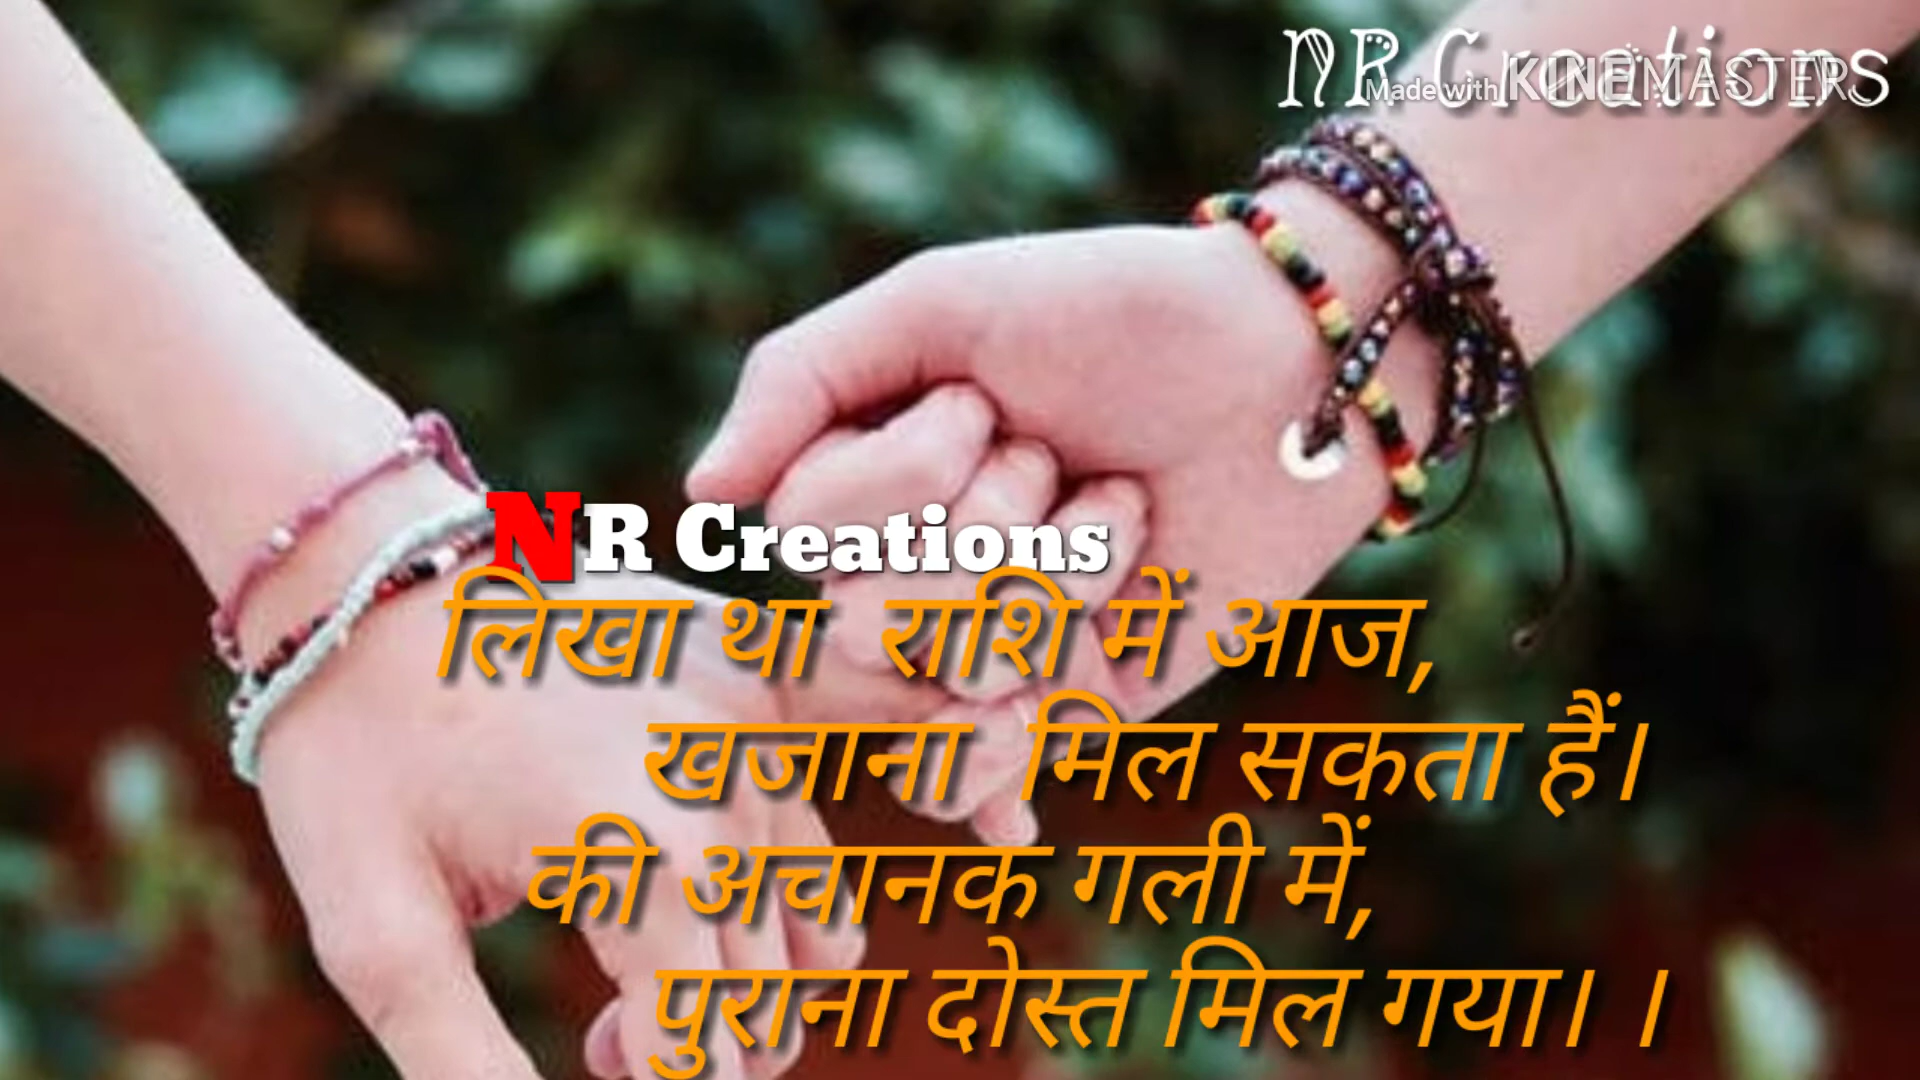 NR Creations
Made with KINEMASTER
NR Creations
लिखा था राशि में आज,
खजाना मिल सकता हैं।
की अचानक गली में,
पुराना दोस्त मिल गया। ।